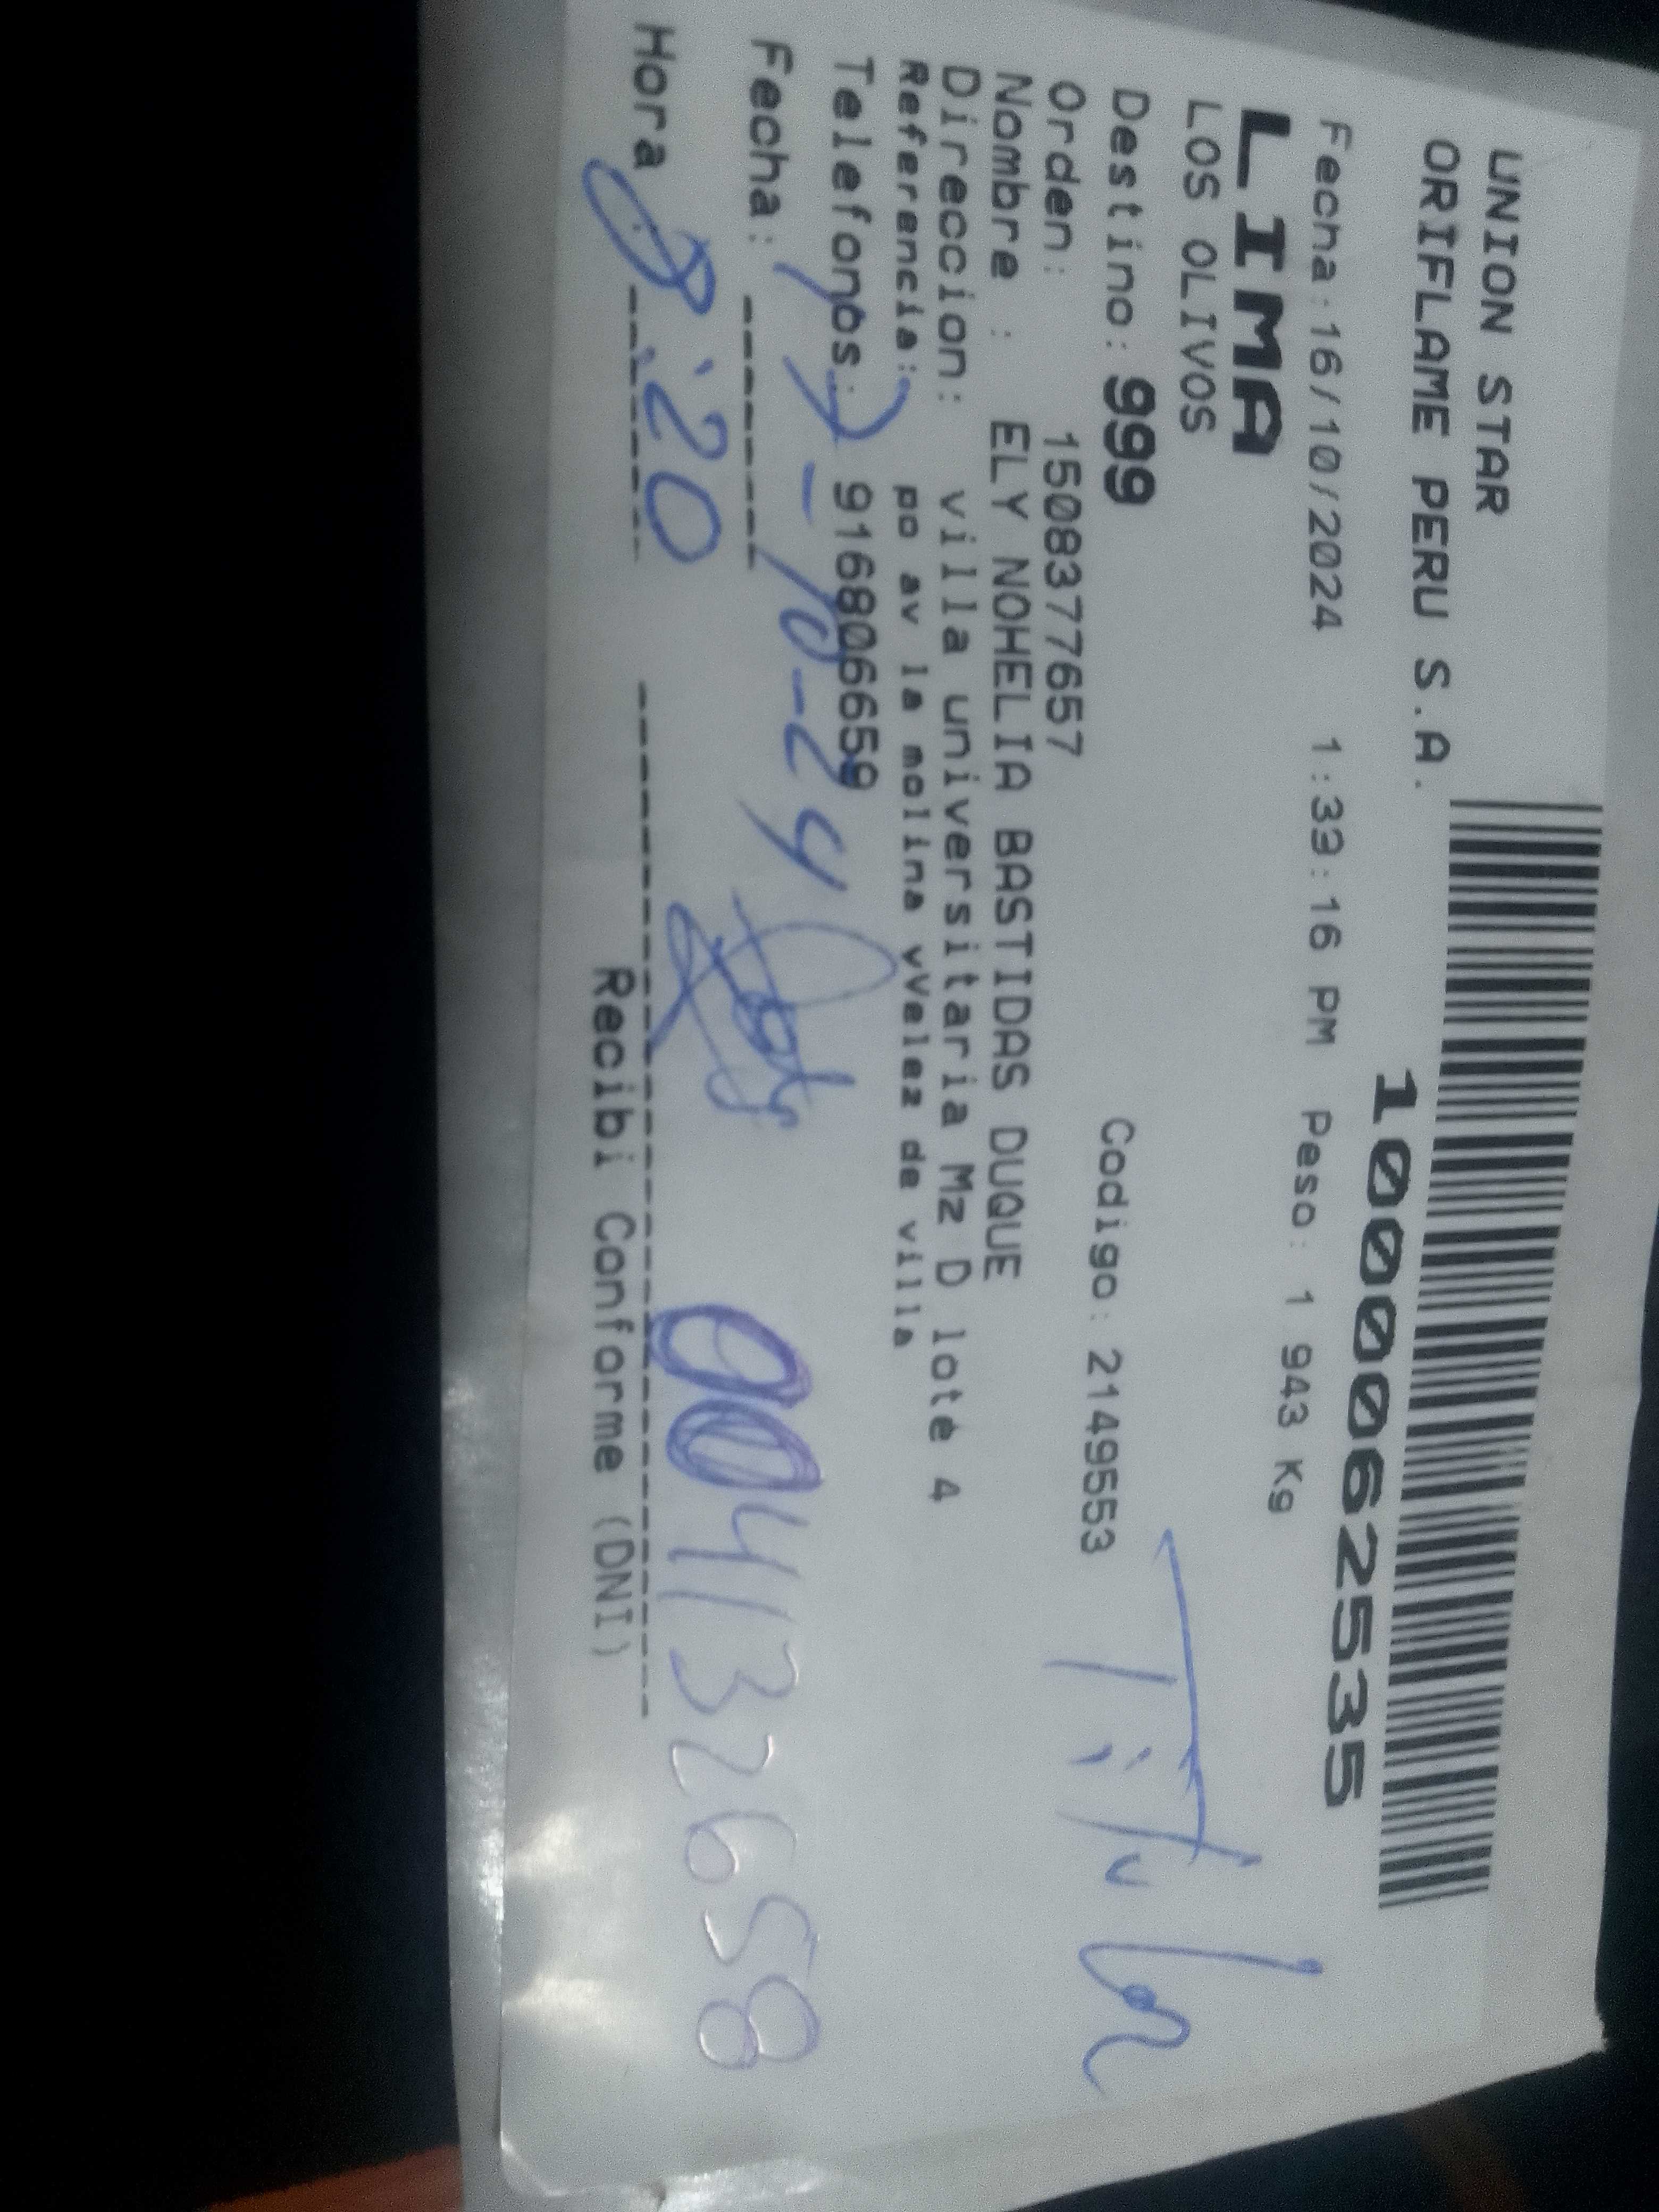 UNION STAR
ORIFLAME PERU S.A.
1000062535
Fecha:16/10/2024 1:33:16 PM Peso: 1 943 Kg
LIMA
LOS OLIVOS
Destino: 999 Codigo: 2149553
Titular
Orden: 1508377657
Nombre : ELY NOHELIA BASTIDAS DUQUE
Direccion: villa universitaria Mz D lote 4
Referencia: po av la molina vVelez de villa
Telefonos: 916806659
Fecha: 17-10-24
Hora 8:20 004132658
Recibi Conforme (DNI)